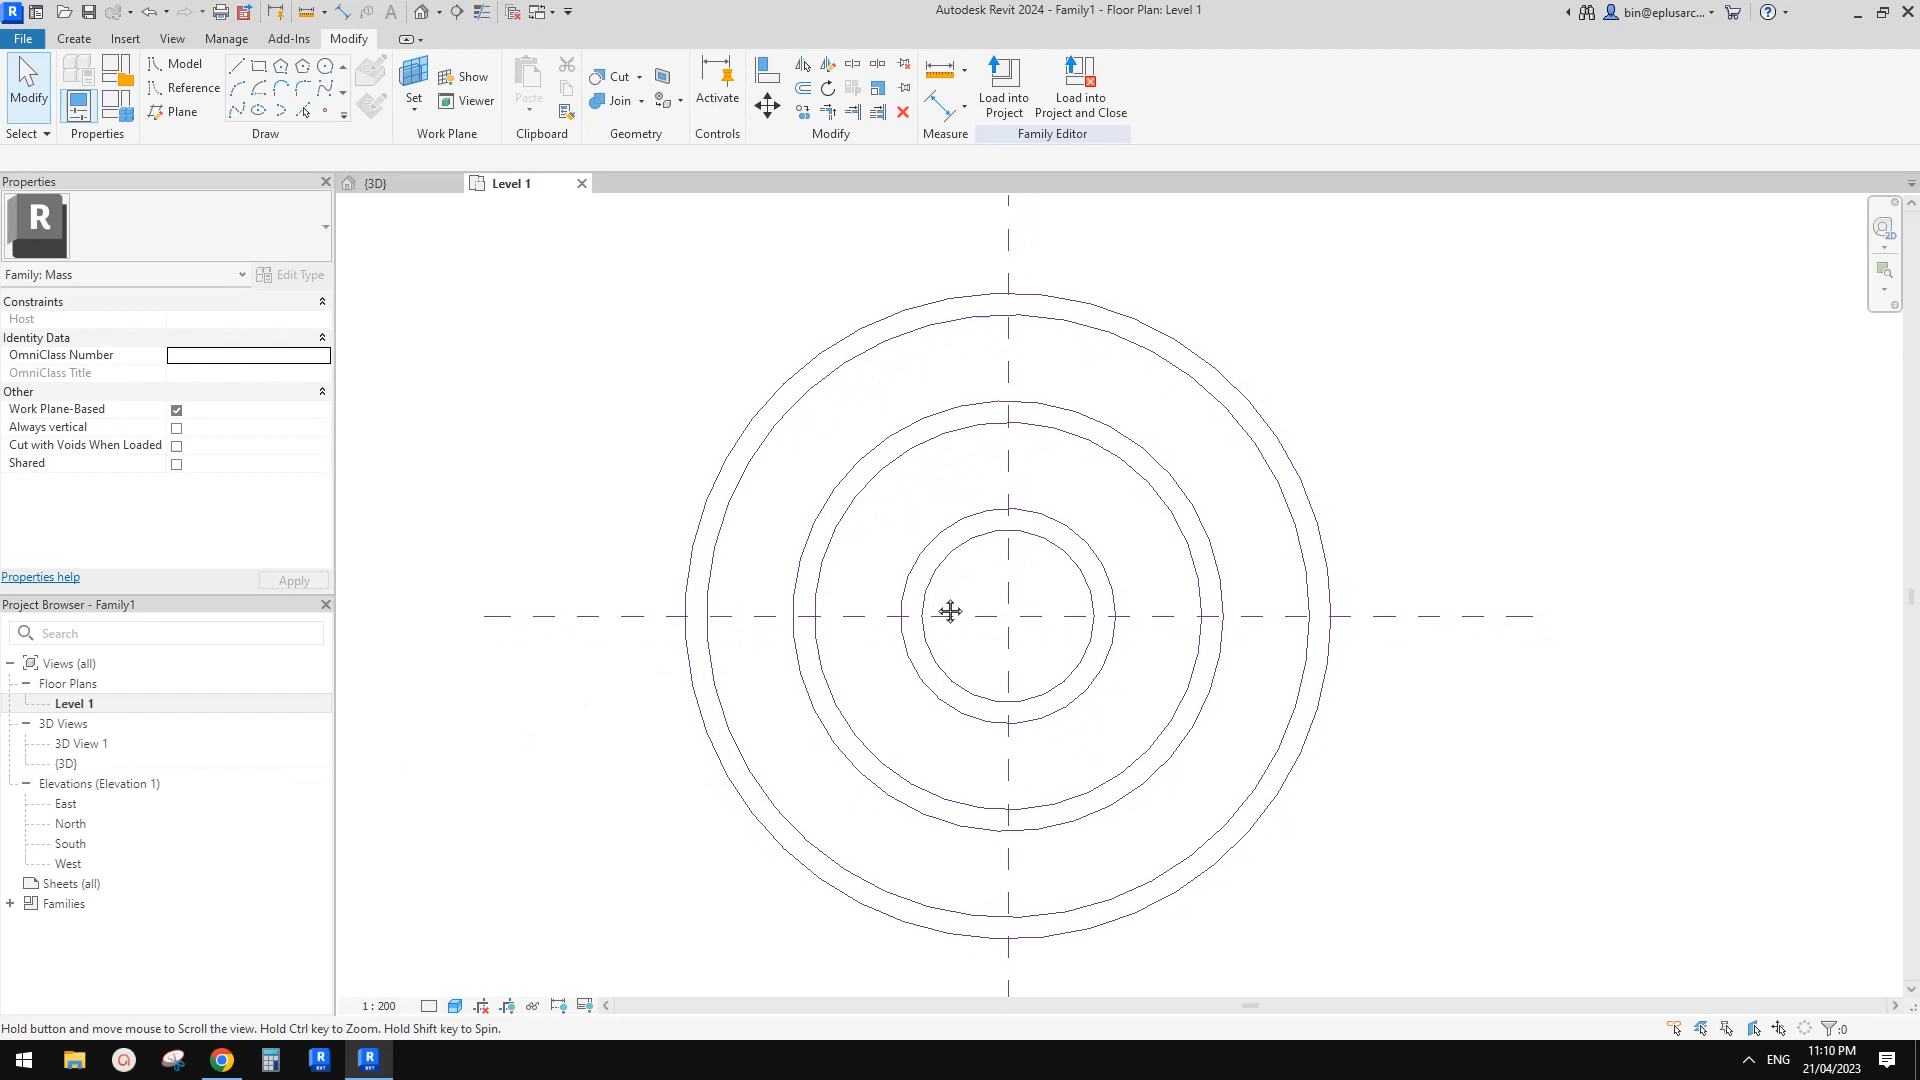 Autodesk Revit 2024 - Family1 - Floor Plan: Level 1
bin@eplusarc...
File Create Insert View Manage Add-Ins Modify
Modify
Select
Properties
Model
Reference
Plane
Draw
Set
Show
Viewer
Work Plane
Paste
Clipboard
Cut
Join
Geometry
Activate
Controls
Modify
Measure
Load into
Project
Load into
Project and Close
Family Editor
Properties
{3D}
Level 1
R
Family: Mass
Edit Type
Constraints
Host
Identity Data
OmniClass Number
OmniClass Title
Other
Work Plane-Based
Always vertical
Cut with Voids When Loaded
Shared
Properties help
Apply
Project Browser - Family1
Search
Views (all)
Floor Plans
Level 1
3D Views
3D View 1
{3D}
Elevations (Elevation 1)
East
North
South
West
Sheets (all)
Families
2D
1 : 200
Hold button and move mouse to Scroll the view. Hold Ctrl key to Zoom. Hold Shift key to Spin.
:0
ENG
11:10 PM
21/04/2023